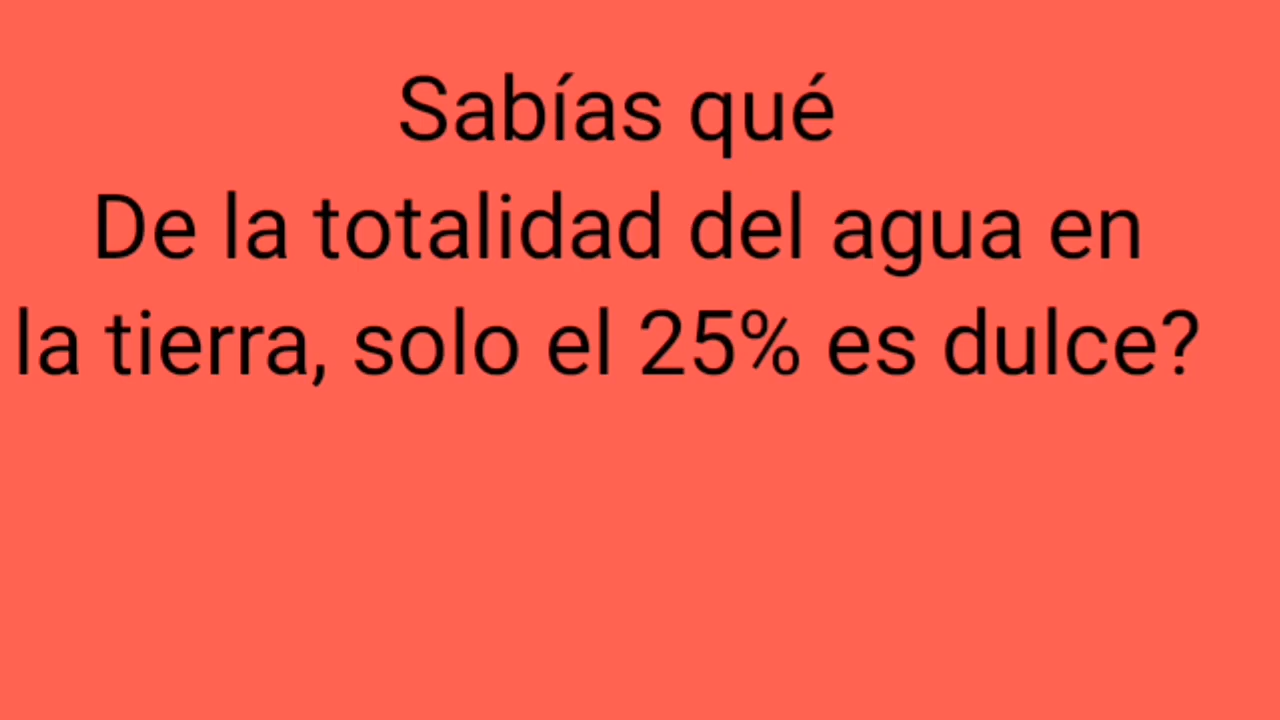 Sabías qué
De la totalidad del agua en
la tierra, solo el 25% es dulce?